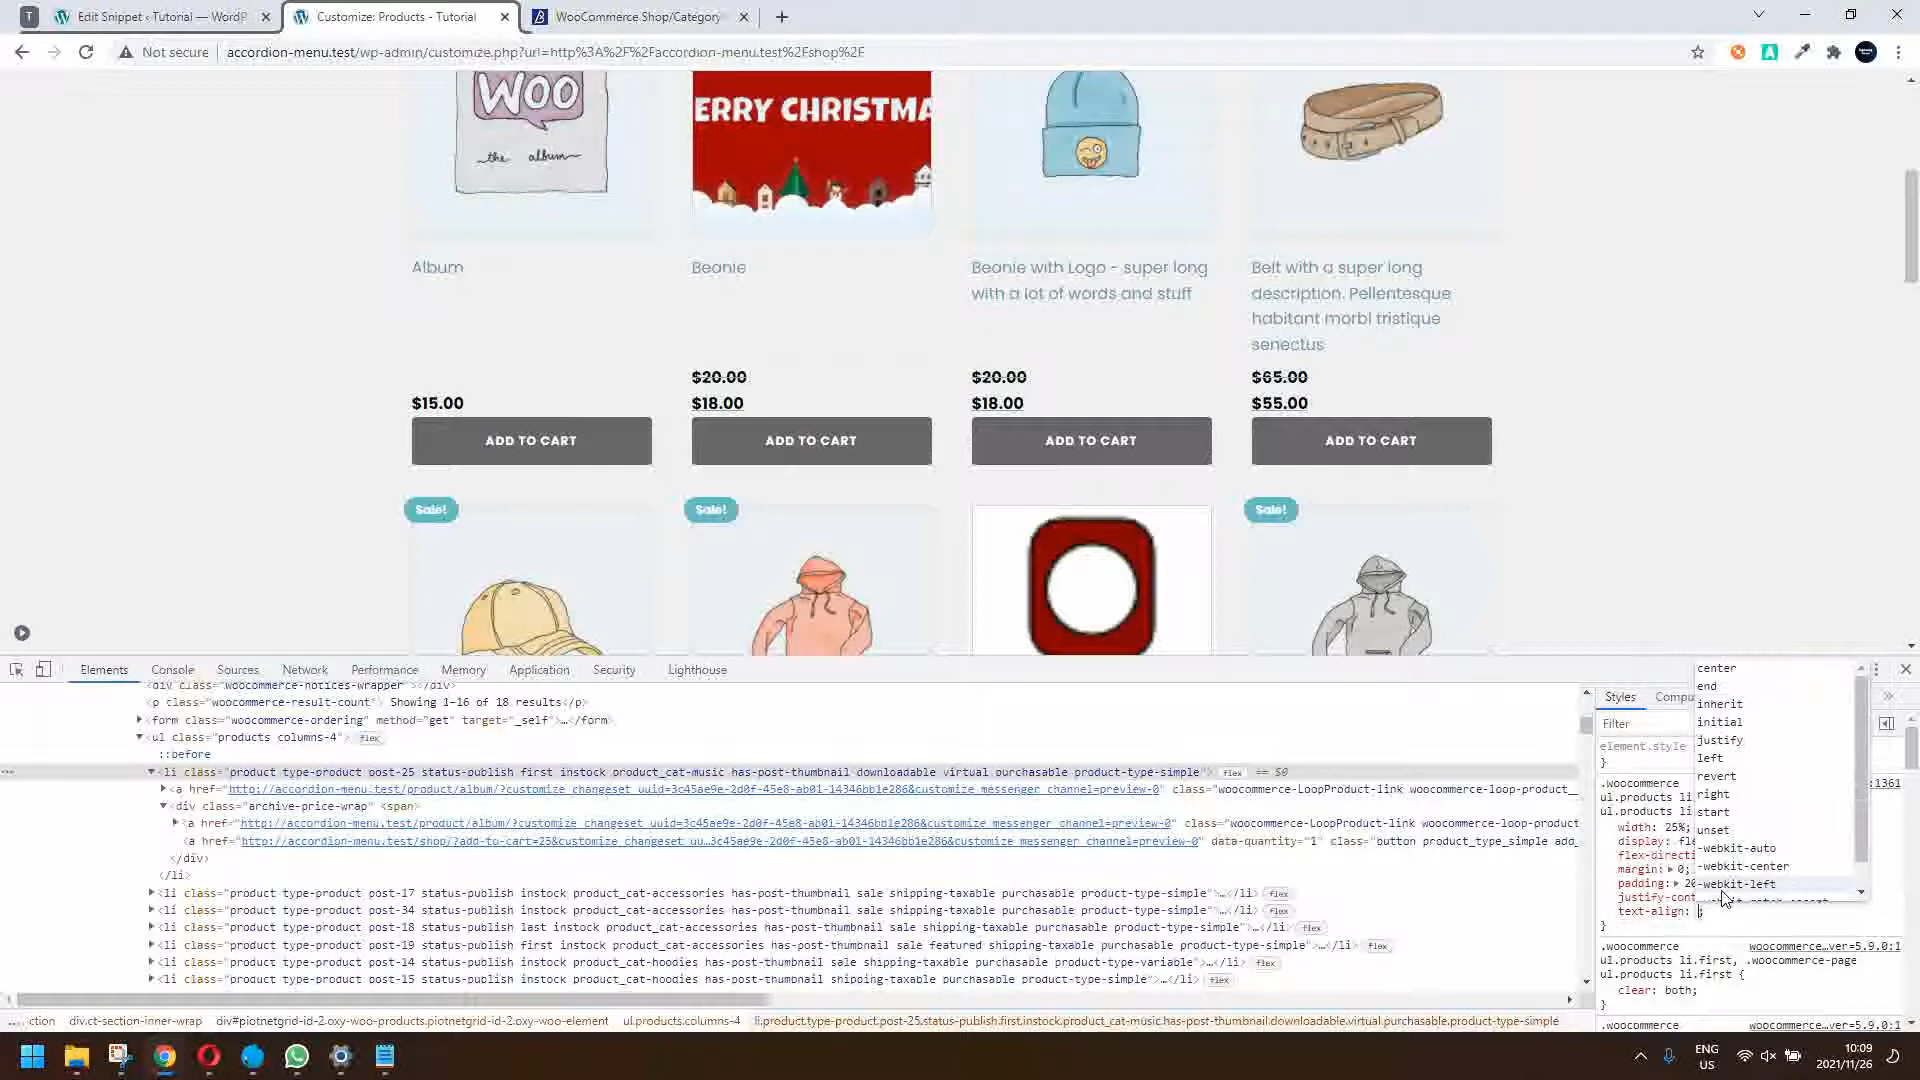 Edit Snippet ‹ Tutorial — WordP
Customize: Products - Tutorial
WooCommerce Shop/Category
Not secure
accordion-menu.test/wp-admin/customize.php?url=http%3A%2F%2Faccordion-menu.test%2Fshop%2F
WOO
the album
ERRY CHRISTMA
Album
Beanie
Beanie with Logo - super long
with a lot of words and stuff
Belt with a super long
description. Pellentesque
habitant morbi tristique
senectus
$15.00
$20.00
$18.00
$20.00
$18.00
$65.00
$55.00
ADD TO CART
ADD TO CART
ADD TO CART
ADD TO CART
Sale!
Sale!
Sale!
Elements
Console
Sources
Network
Performance
Memory
Application
Security
Lighthouse
<div class="woocommerce-notices-wrapper"></div>
<p class="woocommerce-result-count"> Showing 1-16 of 18 results</p>
<form class="woocommerce-ordering" method="get" target="_self">…</form>
<ul class="products columns-4"> flex
::before
<li class="product type-product post-25 status-publish first instock product_cat-music has-post-thumbnail downloadable virtual purchasable product-type-simple"> flex == $0
<a href="http://accordion-menu.test/product/album/?customize_changeset_uuid=3c45ae9e-2d0f-45e8-ab01-14346bb1e286&customize_messenger_channel=preview-0" class="woocommerce-LoopProduct-link woocommerce-loop-product__
<div class="archive-price-wrap" <span>
<a href="http://accordion-menu.test/product/album/?customize_changeset_uuid=3c45ae9e-2d0f-45e8-ab01-14346bb1e286&customize_messenger_channel=preview-0" class="woocommerce-LoopProduct-link woocommerce-loop-prod
<a href="http://accordion-menu.test/shop/?add-to-cart=25&customize_changeset_uu…-45e8-ab01-14346bb1e286&customize_messenger_channel=preview-0" data-quantity="1" class="button product_type_simple add_
</div>
</li>
<li class="product type-product post-17 status-publish instock product_cat-accessories has-post-thumbnail sale shipping-taxable purchasable product-type-simple">…</li> flex
<li class="product type-product post-34 status-publish instock product_cat-accessories has-post-thumbnail sale shipping-taxable purchasable product-type-simple">…</li> flex
<li class="product type-product post-18 status-publish last instock product_cat-accessories has-post-thumbnail sale shipping-taxable purchasable product-type-simple">…</li> flex
<li class="product type-product post-19 status-publish first instock product_cat-accessories has-post-thumbnail sale featured shipping-taxable purchasable product-type-simple">…</li> flex
<li class="product type-product post-14 status-publish instock product_cat-hoodies has-post-thumbnail sale shipping-taxable purchasable product-type-variable">…</li> flex
<li class="product type-product post-15 status-publish instock product_cat-hoodies has-post-thumbnail shipping-taxable purchasable product-type-simple">…</li> flex
… ction div.ct-section-inner-wrap div#piotnetgrid-id-2.oxy-woo-products.piotnetgrid-id-2.oxy-woo-element ul.products.columns-4 li.product.type-product.post-25.status-publish.first.instock.product_cat-music.has-post-thumbnail.downloadable.virtual.purchasable.product-type-simple
Styles
Compu
Filter
element.style
}
.woocommerce
:1361
ul.products li
ul.products li
width: 25%;
display: fle
flex-directi
margin: 0;
padding: 20
justify-cont
text-align: ;
}
center
end
inherit
initial
justify
left
revert
right
start
unset
-webkit-auto
-webkit-center
-webkit-left
.woocommerce woocommerce…ver=5.9.0:1
ul.products li.first, .woocommerce-page
ul.products li.first {
clear: both;
}
.woocommerce woocommerce…ver=5.9.0:1
ENG
US
10:09
2021/11/26